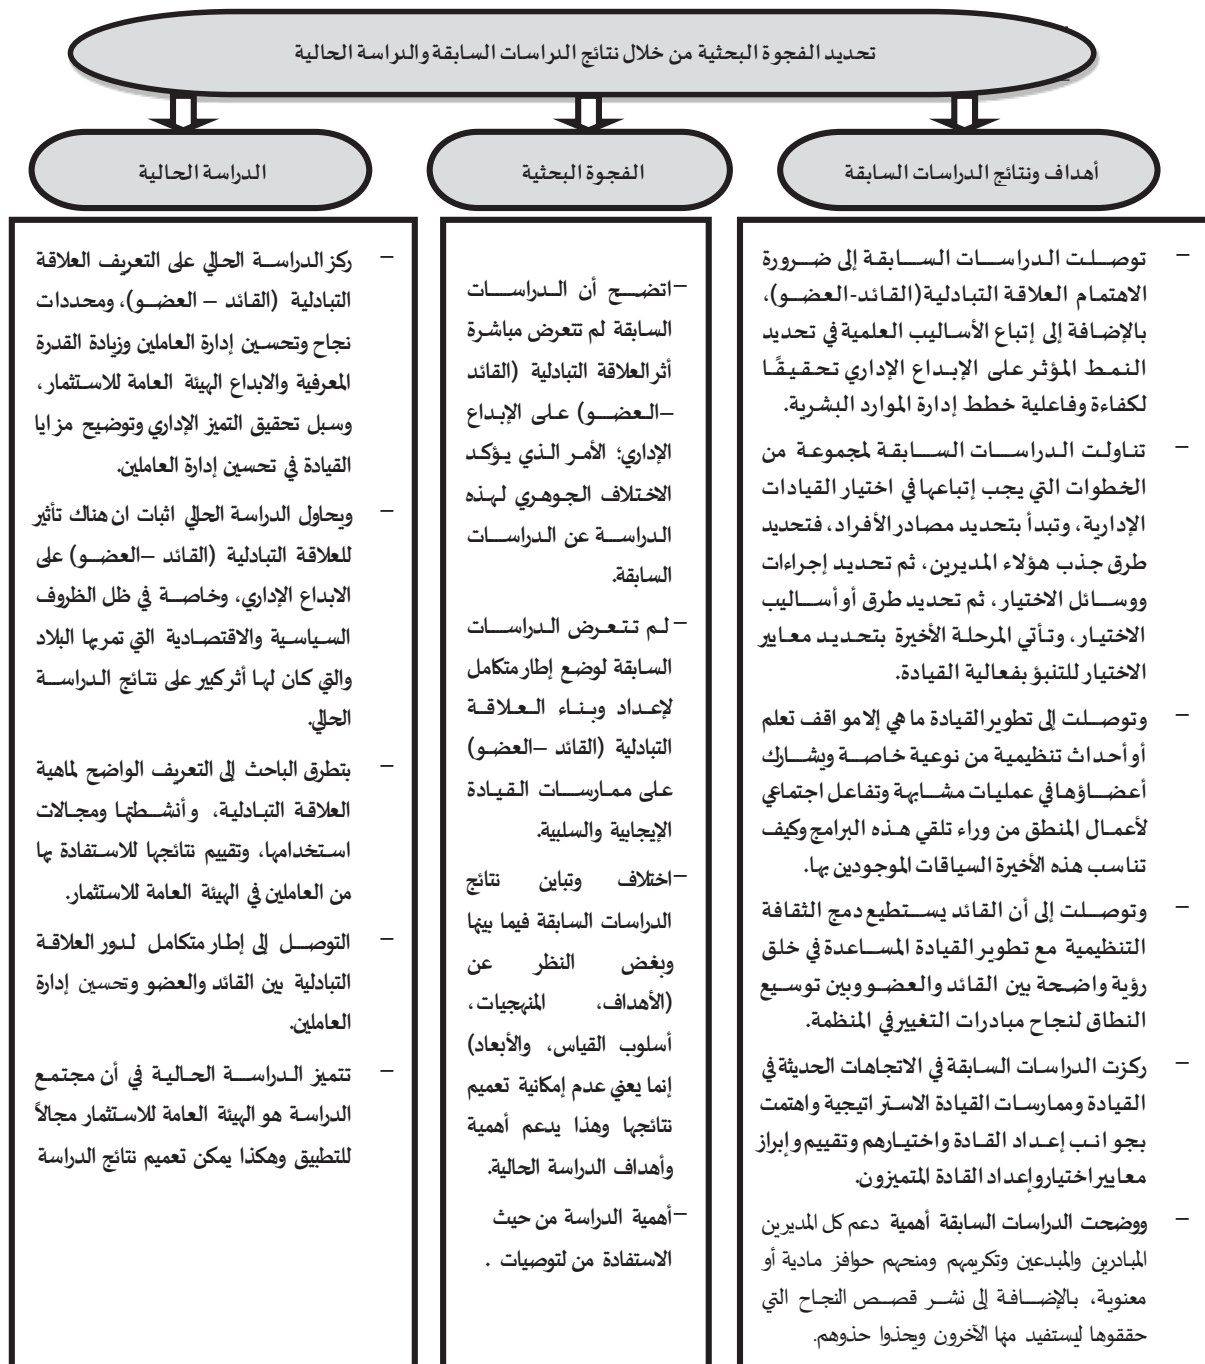 تحديد الفجوة البحثية من خلال نتائج الدراسات السابقة والدراسة الحالية
أهداف ونتائج الدراسات السابقة
– توصلت الدراسات السابقة إلى ضرورة
الاهتمام العلاقة التبادلية(القائد-العضو)،
بالإضافة إلى إتباع الأساليب العلمية في تحديد
النمط المؤثر على الإبداع الإداري تحقيقًا
لكفاءة وفاعلية خطط إدارة الموارد البشرية.
– تناولت الدراسات السابقة لمجموعة من
الخطوات التي يجب إتباعها في اختيار القيادات
الإدارية، وتبدأ بتحديد مصادر الأفراد، فتحديد
طرق جذب هؤلاء المديرين، ثم تحديد إجراءات
ووسائل الاختيار، ثم تحديد طرق أو أساليب
الاختيار، وتأتي المرحلة الأخيرة بتحديد معايير
الاختيار للتنبؤ بفعالية القيادة.
– وتوصلت إلى تطوير القيادة ما هي إلا مواقف تعلم
أو أحداث تنظيمية من نوعية خاصة ويشارك
أعضاؤها في عمليات مشابهة وتفاعل اجتماعي
لأعمال المنطق من وراء تلقي هذه البرامج وكيف
تناسب هذه الأخيرة السياقات الموجودين بها.
– وتوصلت إلى أن القائد يستطيع دمج الثقافة
التنظيمية مع تطوير القيادة المساعدة في خلق
رؤية واضحة بين القائد والعضو وبين توسيع
النطاق لنجاح مبادرات التغيير في المنظمة.
– ركزت الدراسات السابقة في الاتجاهات الحديثة في
القيادة وممارسات القيادة الاستراتيجية واهتمت
بجوانب إعداد القادة واختيارهم وتقييم وإبراز
معايير اختيار وإعداد القادة المتميزون.
– ووضحت الدراسات السابقة أهمية دعم كل المديرين
المبادرين والمبدعين وتكريمهم ومنحهم حوافز مادية أو
معنوية، بالإضافة إلى نشر قصص النجاح التي
حققوها ليستفيد منها الآخرون ويحذوا حذوهم.
الفجوة البحثية
–اتضح أن الدراسات
السابقة لم تتعرض مباشرة
أثر العلاقة التبادلية (القائد
–العضو) على الإبداع
الإداري؛ الأمر الذي يؤكد
الاختلاف الجوهري لهذه
الدراسة عن الدراسات
السابقة.
–لم تتعرض الدراسات
السابقة لوضع إطار متكامل
لإعداد وبناء العلاقة
التبادلية (القائد –العضو)
على ممارسات القيادة
الإيجابية والسلبية.
–اختلاف وتباين نتائج
الدراسات السابقة فيما بينها
وبغض النظر عن
(الأهداف، المنهجيات،
أسلوب القياس، والأبعاد)
إنما يعني عدم إمكانية تعميم
نتائجها وهذا يدعم أهمية
وأهداف الدراسة الحالية.
–أهمية الدراسة من حيث
الاستفادة من لتوصيات .
الدراسة الحالية
– ركز الدراسة الحالي على التعريف العلاقة
التبادلية (القائد – العضو)، ومحددات
نجاح وتحسين إدارة العاملين وزيادة القدرة
المعرفية والابداع الهيئة العامة للاستثمار،
وسبل تحقيق التميز الإداري وتوضيح مزايا
القيادة في تحسين إدارة العاملين.
– ويحاول الدراسة الحالي اثبات ان هناك تأثير
للعلاقة التبادلية (القائد –العضو) على
الابداع الإداري، وخاصة في ظل الظروف
السياسية والاقتصادية التي تمر بها البلاد
والتي كان لها أثر كبير على نتائج الدراسة
الحالي.
– بتطرق الباحث إلى التعريف الواضح لماهية
العلاقة التبادلية، وأنشطتها ومجالات
استخدامها، وتقييم نتائجها للاستفادة بها
من العاملين في الهيئة العامة للاستثمار.
– التوصل إلى إطار متكامل لدور العلاقة
التبادلية بين القائد والعضو وتحسين إدارة
العاملين.
– تتميز الدراسة الحالية في أن مجتمع
الدراسة هو الهيئة العامة للاستثمار مجالاً
للتطبيق وهكذا يمكن تعميم نتائج الدراسة